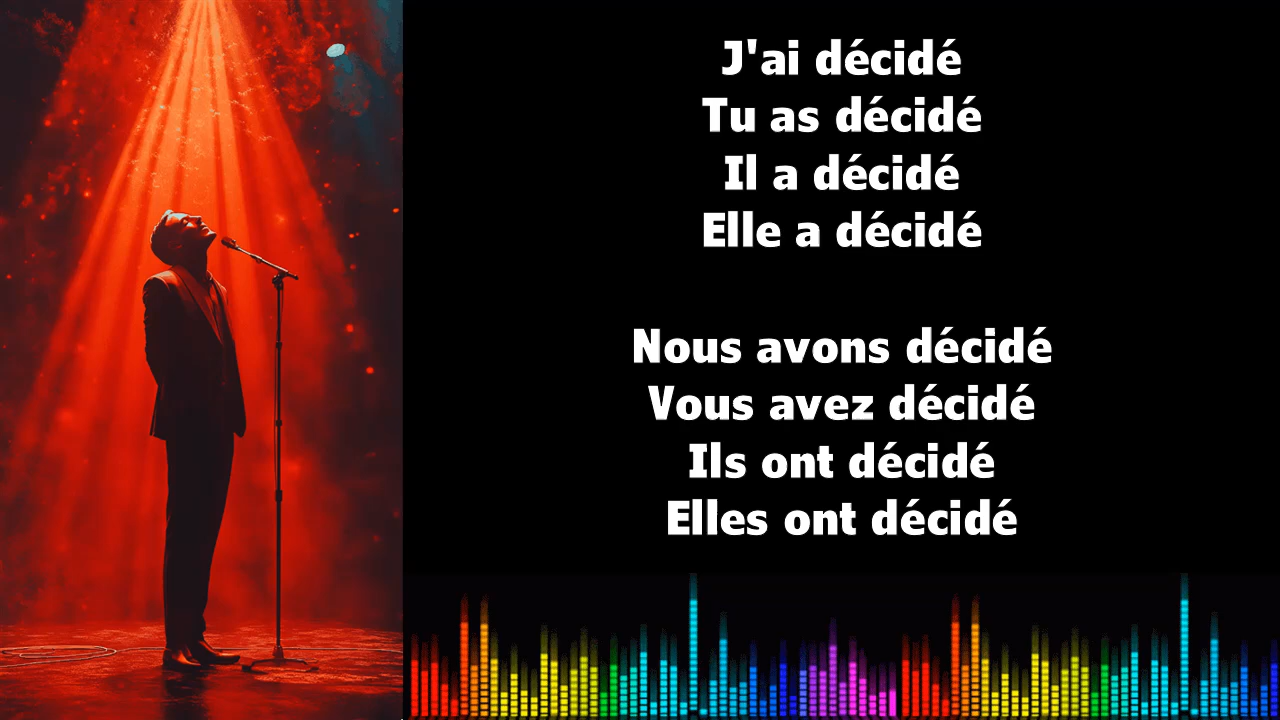 J'ai décidé
Tu as décidé
Il a décidé
Elle a décidé
Nous avons décidé
Vous avez décidé
Ils ont décidé
Elles ont décidé